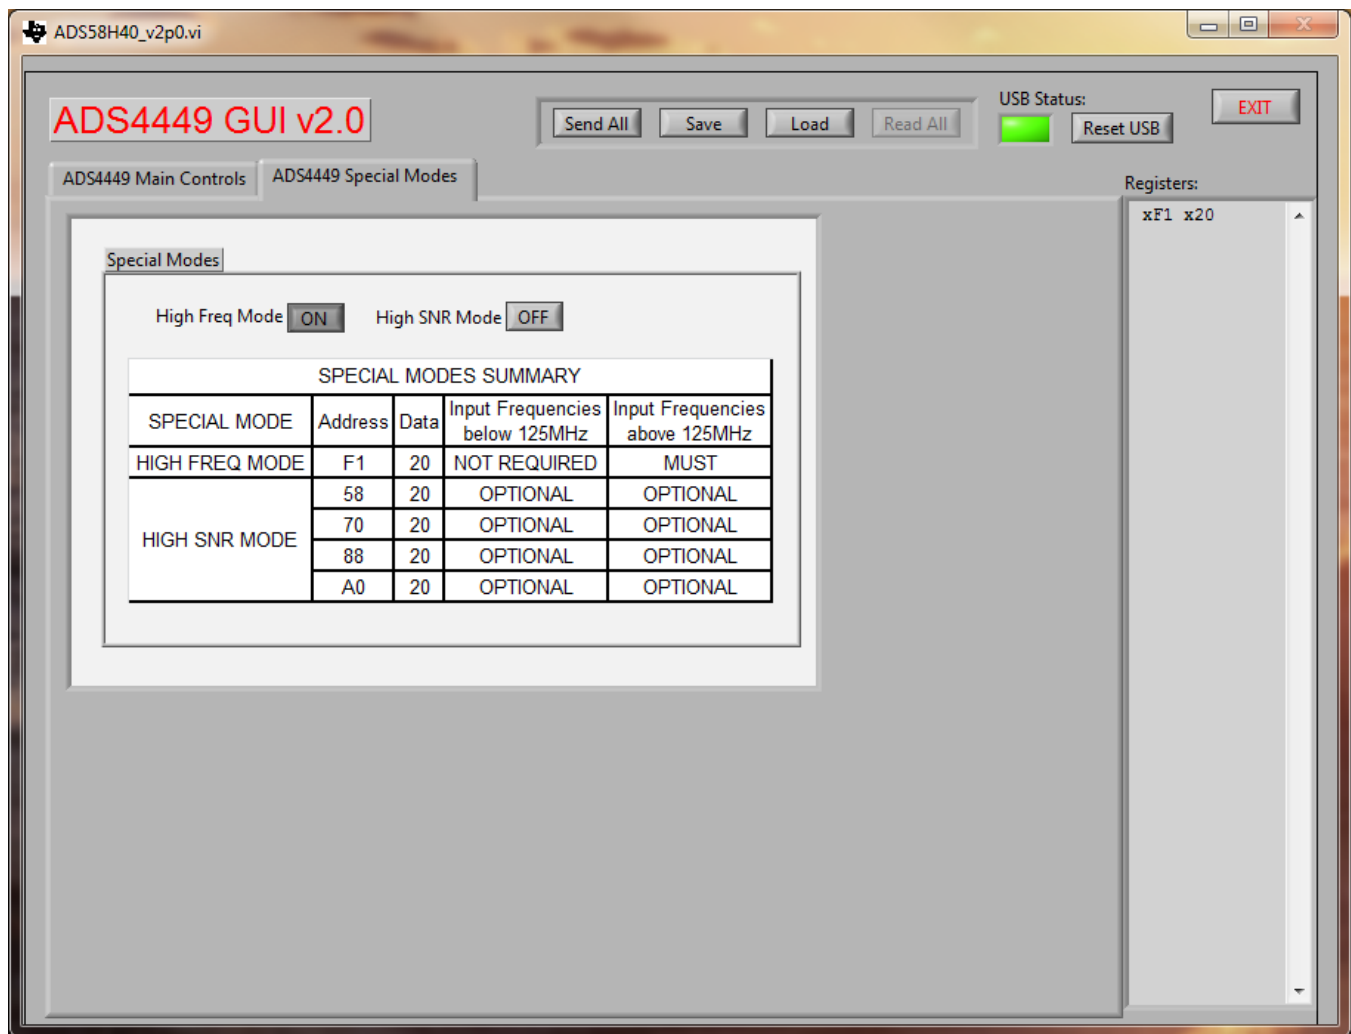 ADS58H40_v2p0.vi
ADS4449 GUI v2.0
Send All Save Load Read All
USB Status:
Reset USB
EXIT
ADS4449 Main Controls ADS4449 Special Modes
Registers:
xF1 x20
Special Modes
High Freq Mode ON High SNR Mode OFF
SPECIAL MODES SUMMARY
SPECIAL MODE Address Data Input Frequencies below 125MHz Input Frequencies above 125MHz
HIGH FREQ MODE F1 20 NOT REQUIRED MUST
HIGH SNR MODE
58 20 OPTIONAL OPTIONAL
70 20 OPTIONAL OPTIONAL
88 20 OPTIONAL OPTIONAL
A0 20 OPTIONAL OPTIONAL